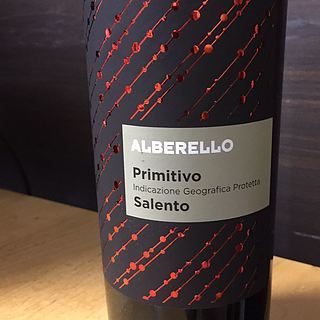 ALBERELLO
Primitivo
Indicazione Geografica Protetta
Salento